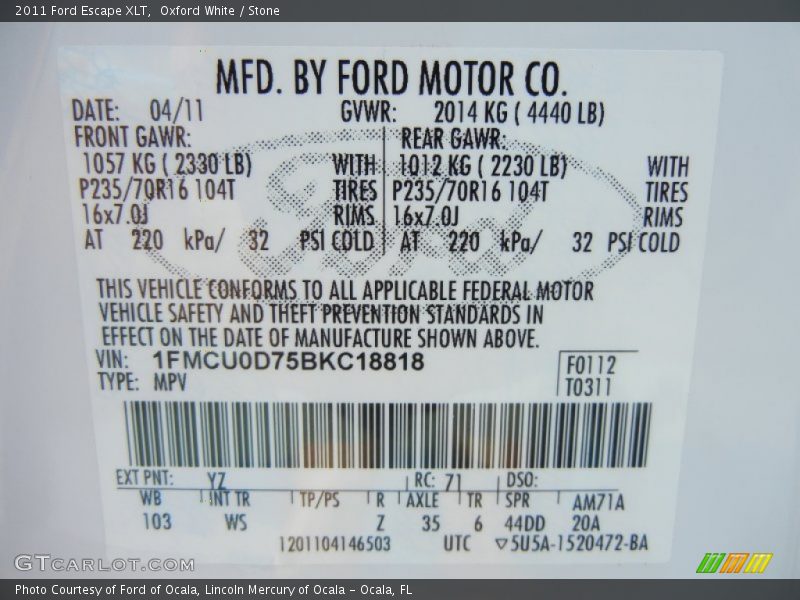 2011 Ford Escape XLT, Oxford White / Stone
MFD. BY FORD MOTOR CO.
DATE: 04/11 GVWR: 2014 KG ( 4440 LB)
FRONT GAWR: REAR GAWR:
1057 KG ( 2330 LB) WITH 1012 KG ( 2230 LB) WITH
P235/70R16 104T TIRES P235/70R16 104T TIRES
16x7.0J RIMS 16x7.0J RIMS
AT 220 kPa/ 32 PSI COLD AT 220 kPa/ 32 PSI COLD
Ford
THIS VEHICLE CONFORMS TO ALL APPLICABLE FEDERAL MOTOR
VEHICLE SAFETY AND THEFT PREVENTION STANDARDS IN
EFFECT ON THE DATE OF MANUFACTURE SHOWN ABOVE.
VIN: 1FMCU0D75BKC18818 F0112
TYPE: MPV T0311
EXT PNT: YZ RC: 71 DSO:
WB INT TR TP/PS R AXLE TR SPR AM71A
103 WS Z 35 6 44DD 20A
1201104146503 UTC ▽5U5A-1520472-BA
GTCARLOT.COM
Photo Courtesy of Ford of Ocala, Lincoln Mercury of Ocala - Ocala, FL